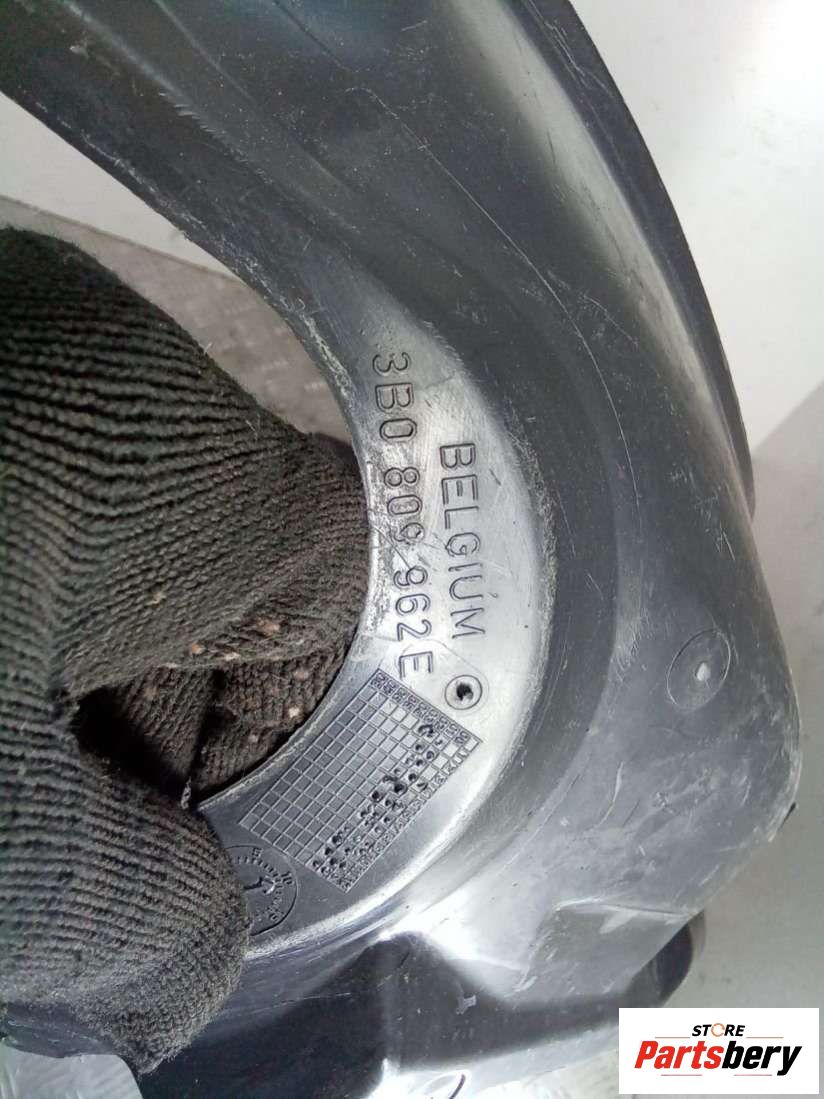 3B0 809 962 E
BELGIUM
STORE
Partsbery